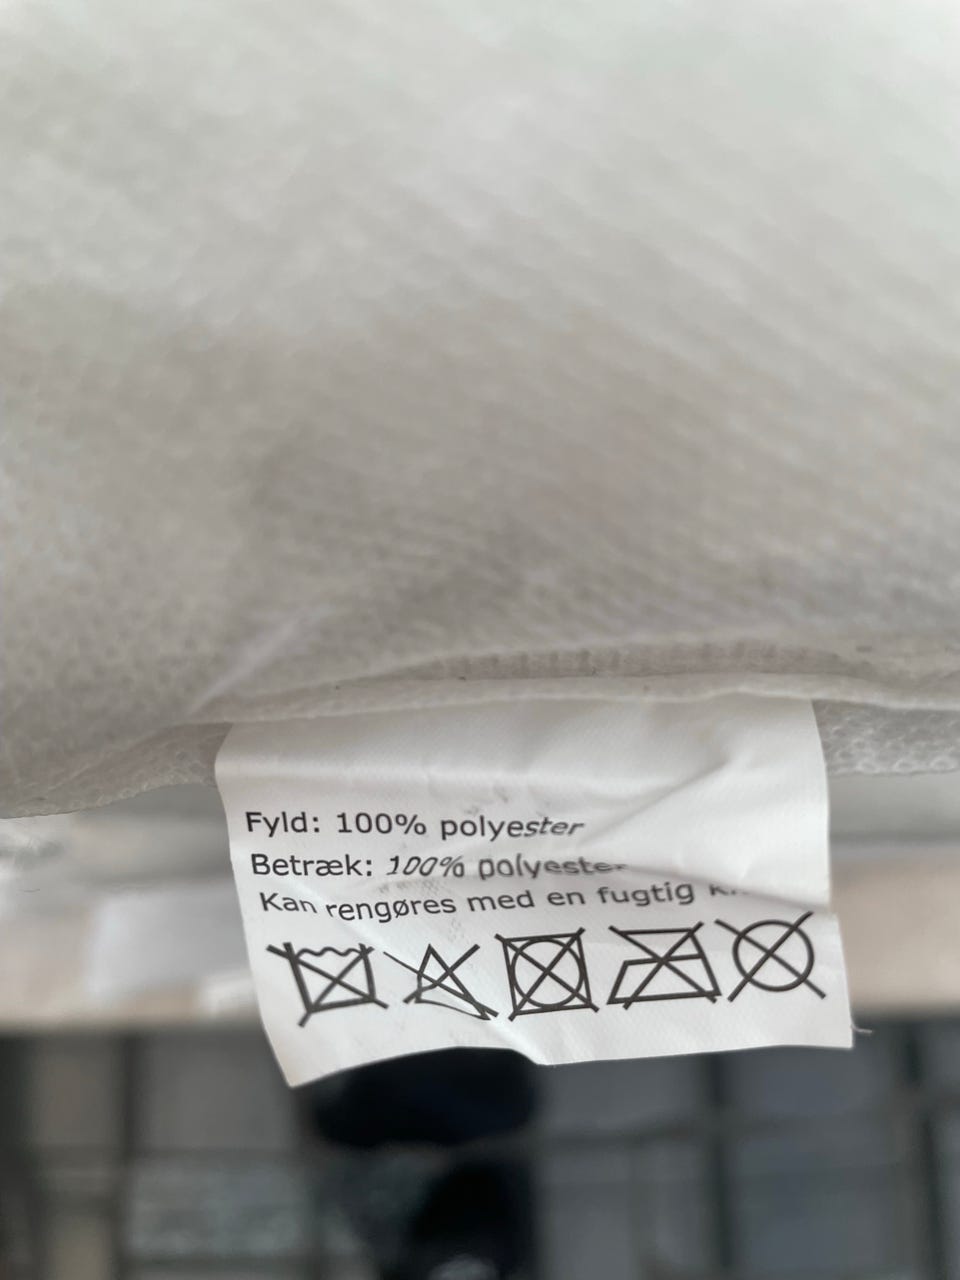 Fyld: 100% polyester
Betræk: 100% polyester
Kan rengøres med en fugtig